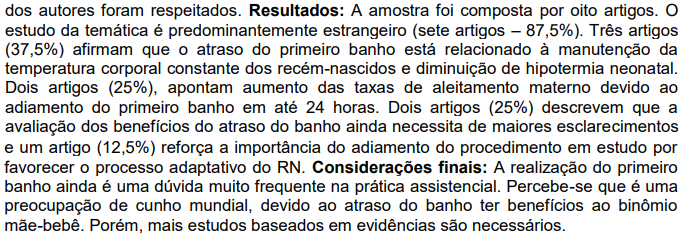 dos autores foram respeitados. Resultados: A amostra foi composta por oito artigos. O
estudo da temática é predominantemente estrangeiro (sete artigos – 87,5%). Três artigos
(37,5%) afirmam que o atraso do primeiro banho está relacionado à manutenção da
temperatura corporal constante dos recém-nascidos e diminuição de hipotermia neonatal.
Dois artigos (25%), apontam aumento das taxas de aleitamento materno devido ao
adiamento do primeiro banho em até 24 horas. Dois artigos (25%) descrevem que a
avaliação dos benefícios do atraso do banho ainda necessita de maiores esclarecimentos
e um artigo (12,5%) reforça a importância do adiamento do procedimento em estudo por
favorecer o processo adaptativo do RN. Considerações finais: A realização do primeiro
banho ainda é uma dúvida muito frequente na prática assistencial. Percebe-se que é uma
preocupação de cunho mundial, devido ao atraso do banho ter benefícios ao binômio
mãe-bebê. Porém, mais estudos baseados em evidências são necessários.